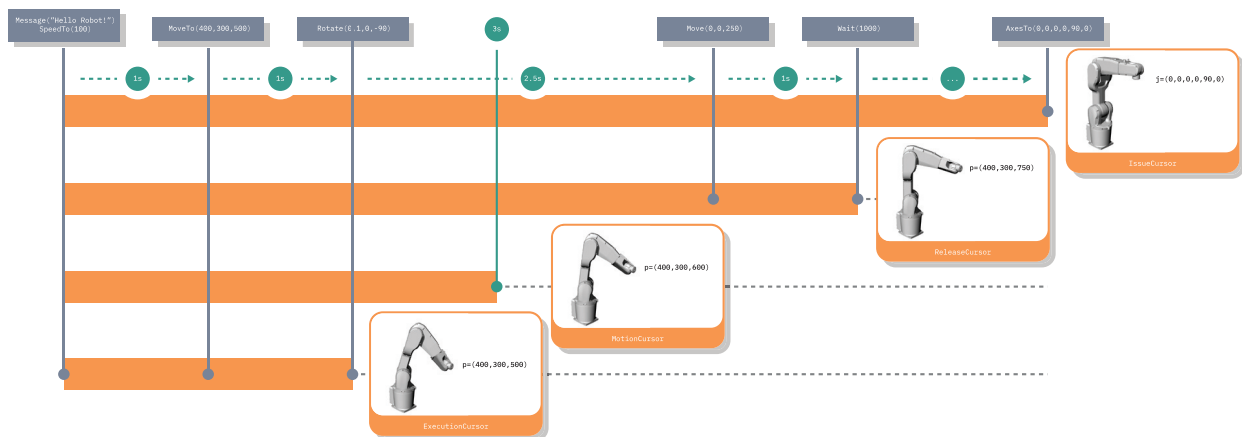 Message("Hello Robot!")
SpeedTo(100)
MoveTo(400,300,500)
Rotate(0.1,0,-90)
3s
Move(0,0,250)
Wait(1000)
AxesTo(0,0,0,0,90,0)
1s
1s
2.5s
1s
...
j=(0,0,0,0,90,0)
IssueCursor
p=(400,300,750)
ReleaseCursor
p=(400,300,600)
MotionCursor
p=(400,300,500)
ExecutionCursor